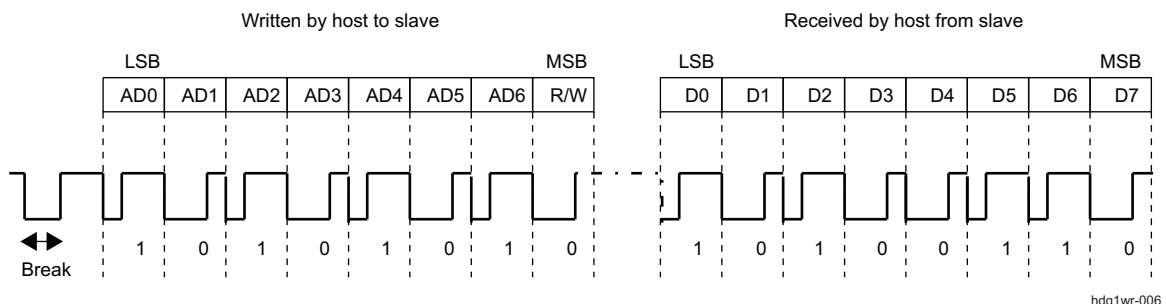 Written by host to slave Received by host from slave
LSB MSB LSB MSB
AD0 AD1 AD2 AD3 AD4 AD5 AD6 R/W D0 D1 D2 D3 D4 D5 D6 D7
1 0 1 0 1 0 1 0 1 0 1 0 0 1 1 0
Break
hdq1wr-006